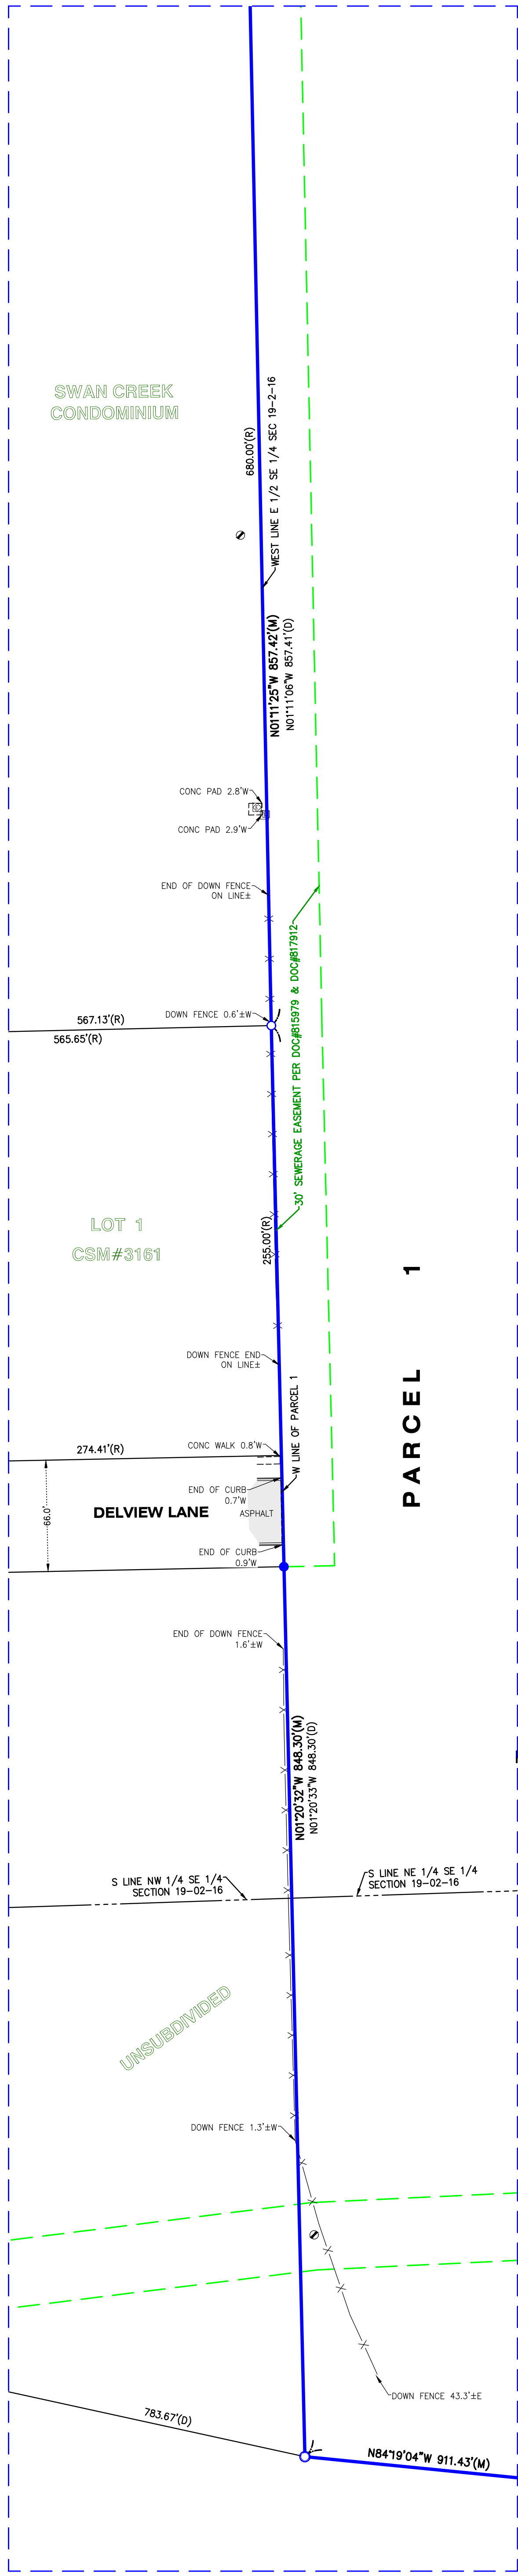 SWAN CREEK
CONDOMINIUM
680.00'(R)
WEST LINE E 1/2 SE 1/4 SEC 19-2-16
N01°11'25"W 857.42'(M)
N01°11'06"W 857.41'(D)
CONC PAD 2.8'W
CONC PAD 2.9'W
END OF DOWN FENCE
ON LINE±
30' SEWERAGE EASEMENT PER DOC#815979 & DOC#817912
DOWN FENCE 0.6'±W
567.13'(R)
565.65'(R)
LOT 1
CSM#3161
255.00'(R)
PARCEL 1
DOWN FENCE END
ON LINE±
W LINE OF PARCEL 1
274.41'(R)
CONC WALK 0.8'W
END OF CURB
0.7'W
66.0'
DELVIEW LANE
ASPHALT
END OF CURB
0.9'W
END OF DOWN FENCE
1.6'±W
N01°20'32"W 848.30'(M)
N01°20'33"W 848.30'(D)
S LINE NW 1/4 SE 1/4
SECTION 19-02-16
S LINE NE 1/4 SE 1/4
SECTION 19-02-16
UNSUBDIVIDED
DOWN FENCE 1.3'±W
DOWN FENCE 43.3'±E
783.67'(D)
N84°19'04"W 911.43'(M)